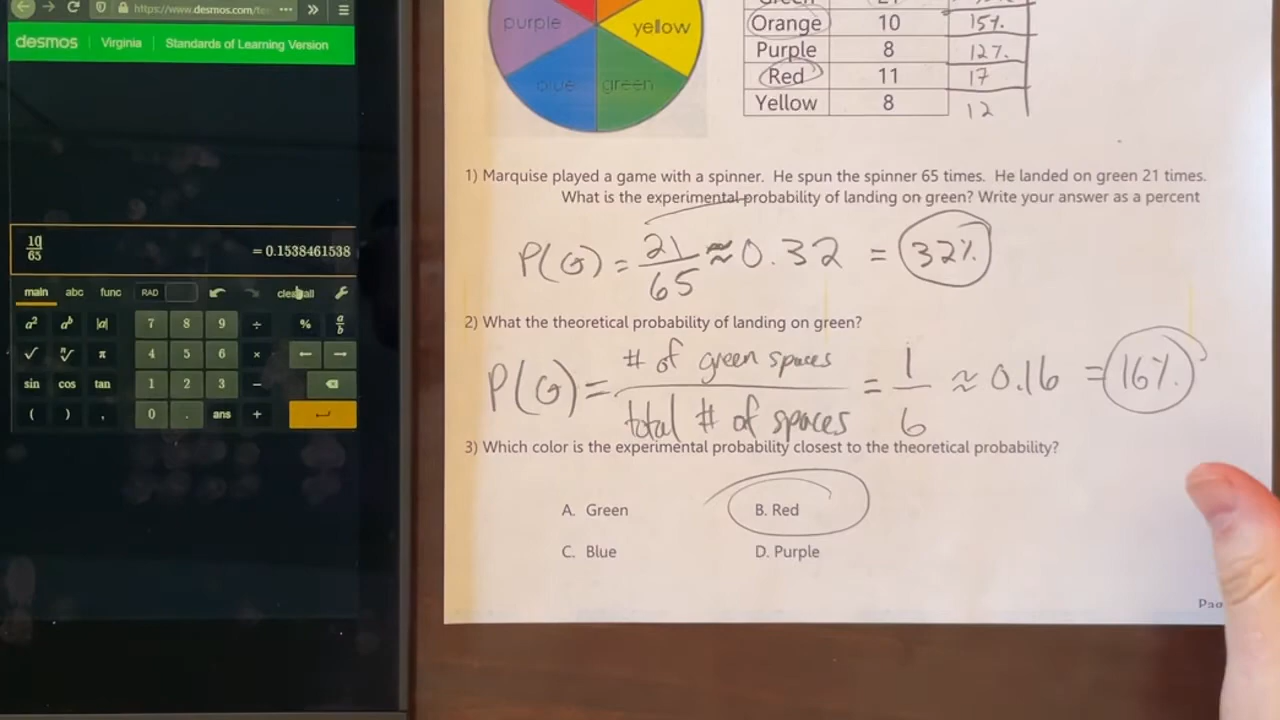 https://www.desmos.com/te
desmos Virginia Standards of Learning Version
10
65
= 0.1538461538
main abc func RAD clear all
a² aᵇ |a| 7 8 9 ÷ % a/b
√ ⁿ√ π 4 5 6 × ← →
sin cos tan 1 2 3 −
( ) , 0 . ans +
purple
yellow
blue green
Orange 10 15%
Purple 8 12%
Red 11 17
Yellow 8 12
1) Marquise played a game with a spinner. He spun the spinner 65 times. He landed on green 21 times.
What is the experimental probability of landing on green? Write your answer as a percent
P(G) = 21/65 ≈ 0.32 = 32%
2) What the theoretical probability of landing on green?
P(G) = # of green spaces / total # of spaces = 1/6 ≈ 0.16 = 16%
3) Which color is the experimental probability closest to the theoretical probability?
A. Green B. Red
C. Blue D. Purple